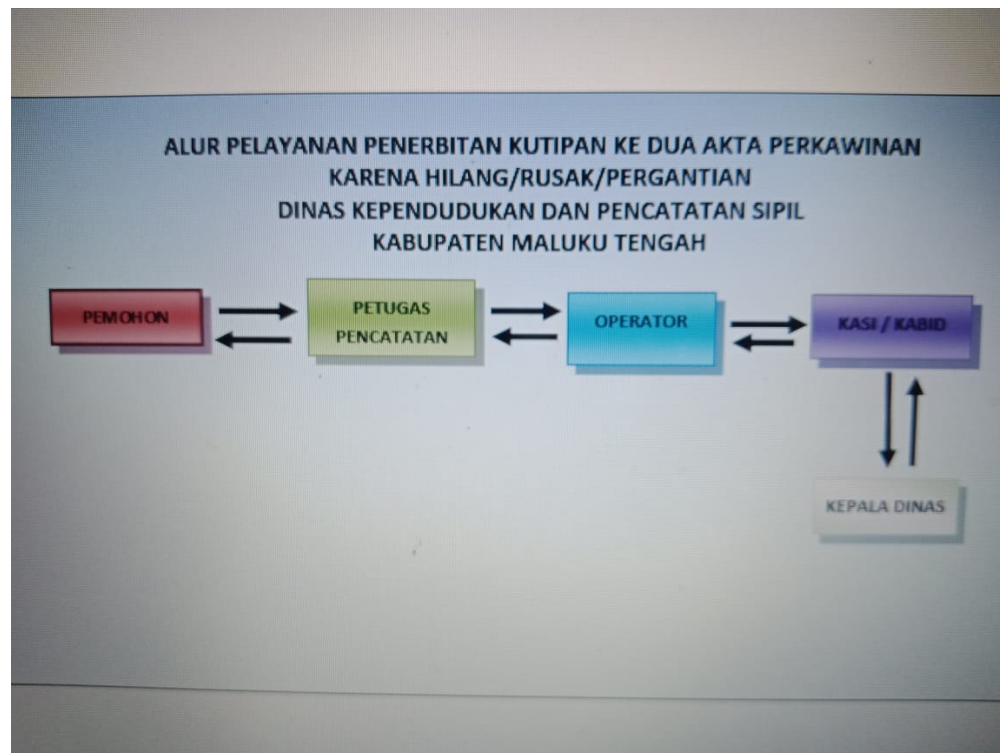 ALUR PELAYANAN PENERBITAN KUTIPAN KE DUA AKTA PERKAWINAN
KARENA HILANG/RUSAK/PERGANTIAN
DINAS KEPENDUDUKAN DAN PENCATATAN SIPIL
KABUPATEN MALUKU TENGAH
PEMOHON
PETUGAS
PENCATATAN
OPERATOR
KASI / KABID
KEPALA DINAS